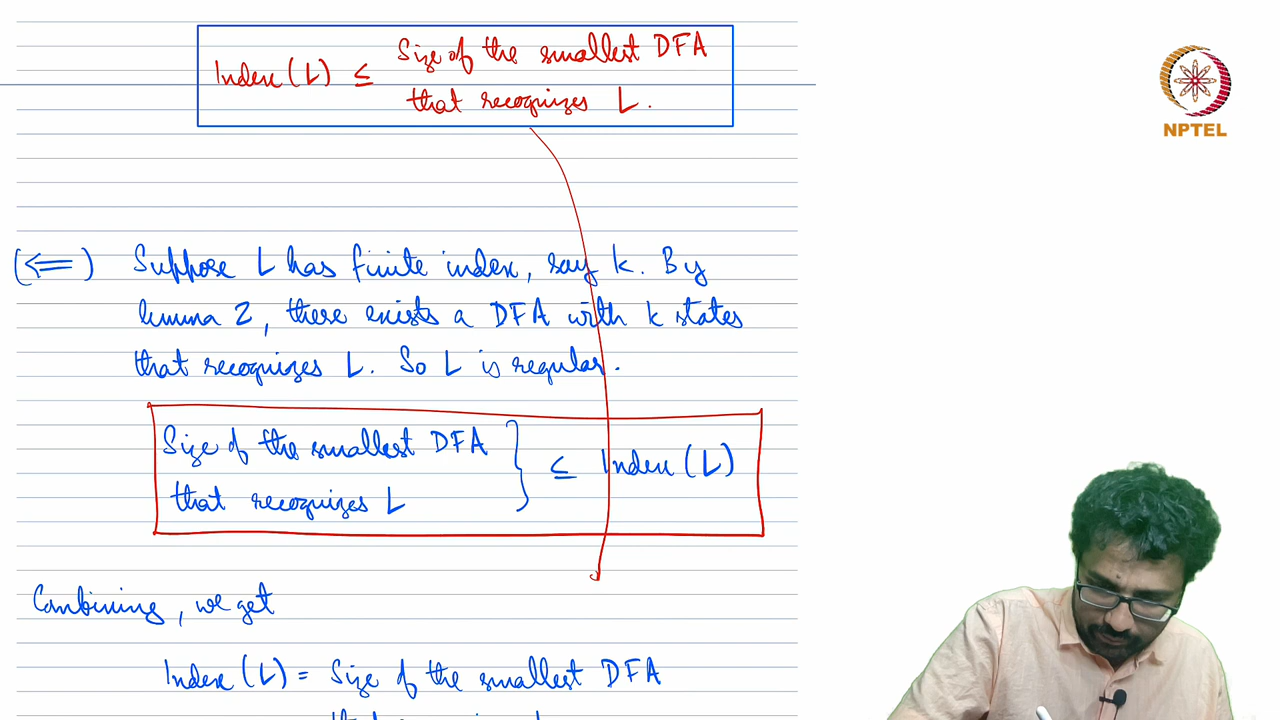 Index (L) ≤ Size of the smallest DFA
that recognizes L.
NPTEL
(⇐) Suppose L has finite index, say k. By
lemma 2, there exists a DFA with k states
that recognizes L. So L is regular.
Size of the smallest DFA
that recognizes L } ≤ Index (L)
Combining, we get
Index (L) = Size of the smallest DFA